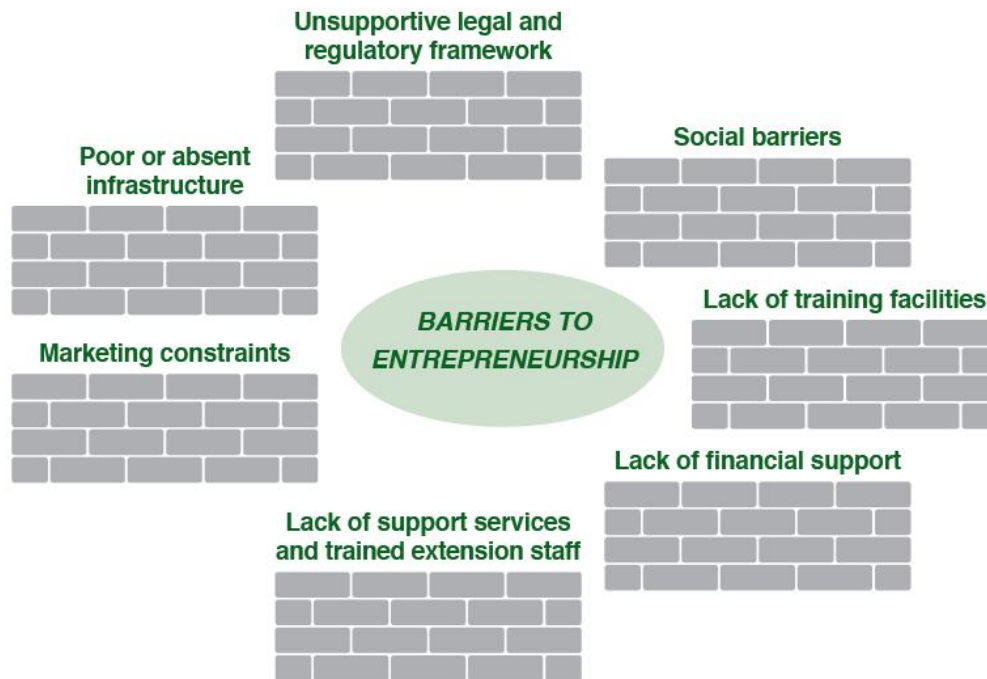 Unsupportive legal and
regulatory framework
Social barriers
Poor or absent
infrastructure
Lack of training facilities
BARRIERS TO
ENTREPRENEURSHIP
Marketing constraints
Lack of financial support
Lack of support services
and trained extension staff